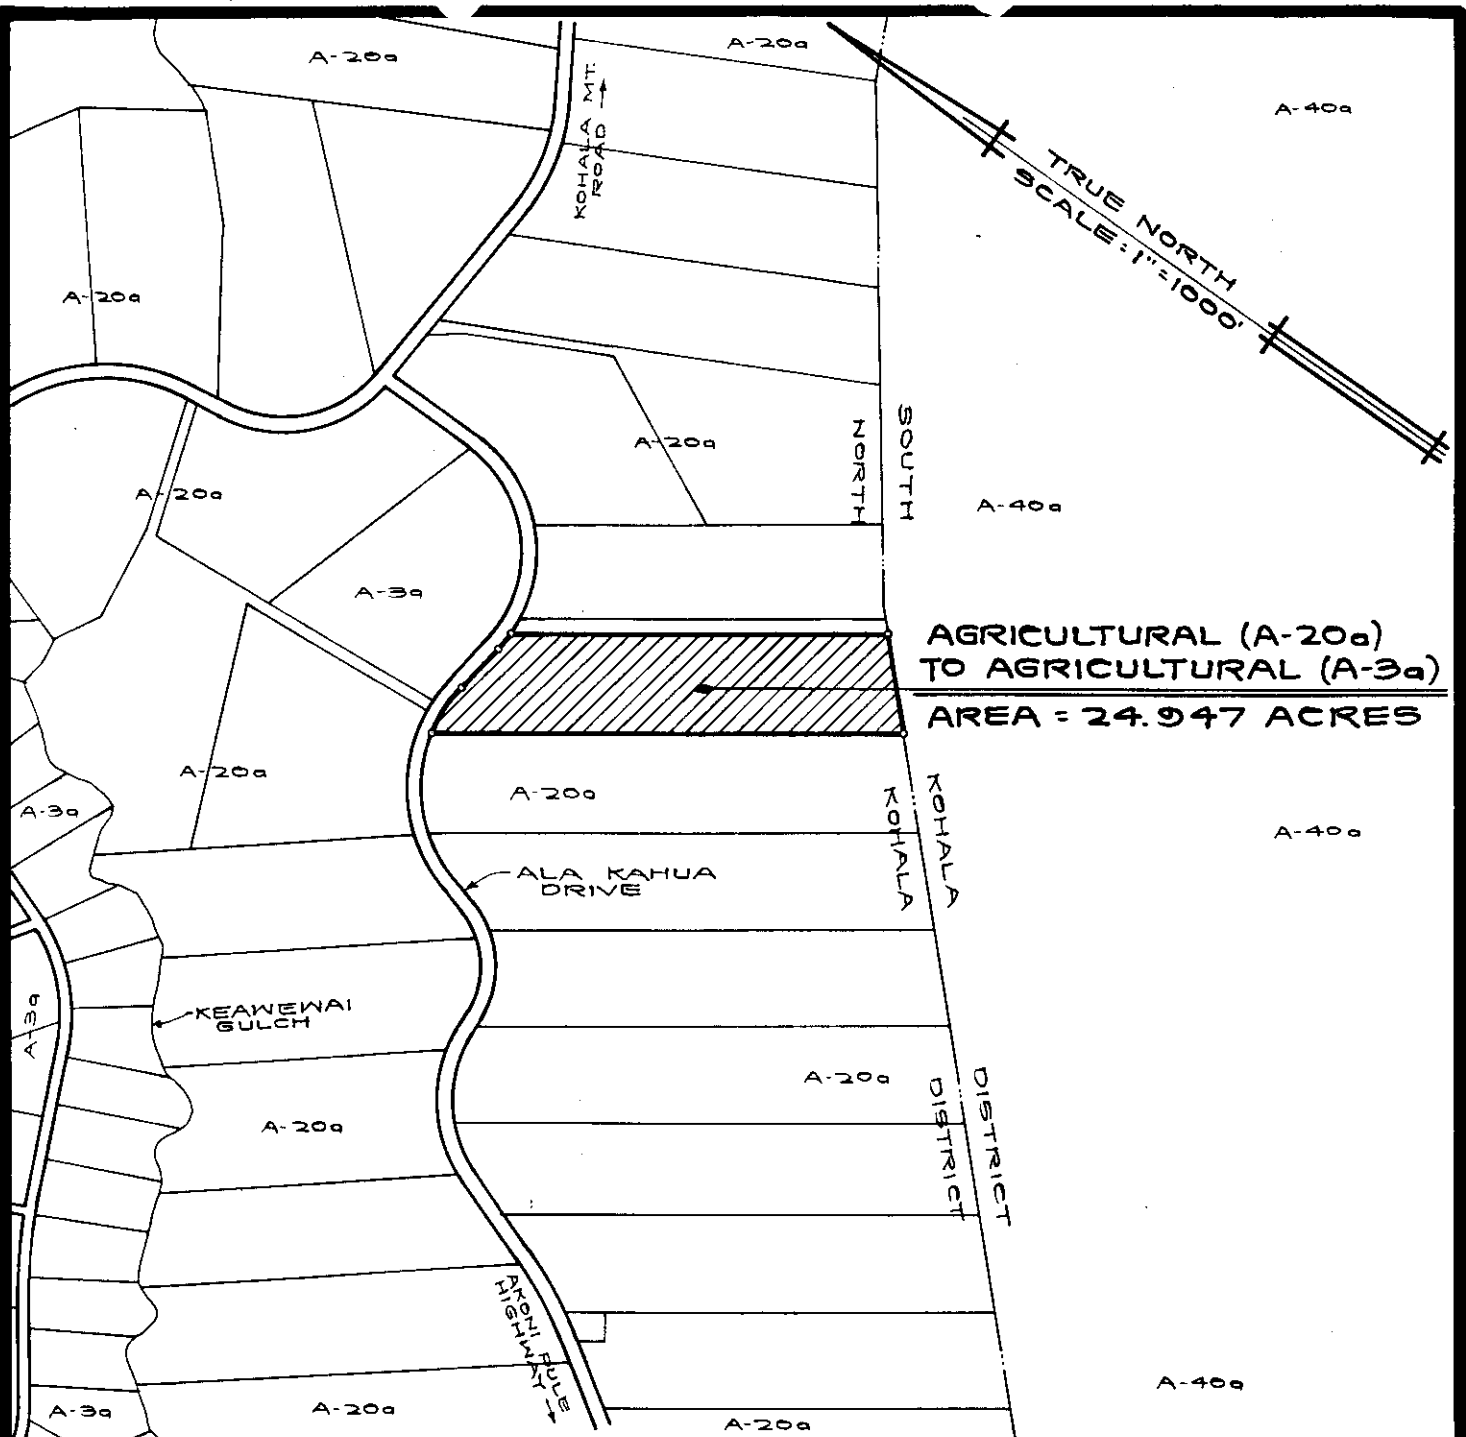 A-20a
A-20a
KOHALA MT.
ROAD →
A-40a
TRUE NORTH
SCALE : 1" = 1000'
A-20a
A-20a
NORTH
SOUTH
A-20a
A-40a
A-3a
AGRICULTURAL (A-20a)
TO AGRICULTURAL (A-3a)
AREA = 24.947 ACRES
A-20a
A-20a
A-3a
KOHALA
KOHALA
A-40a
ALA KAHUA
DRIVE
A-3a
KEAWEWAI
GULCH
A-20a
A-20a
DISTRICT
DISTRICT
AKONI PULE
HIGHWAY →
A-3a
A-20a
A-20a
A-40a